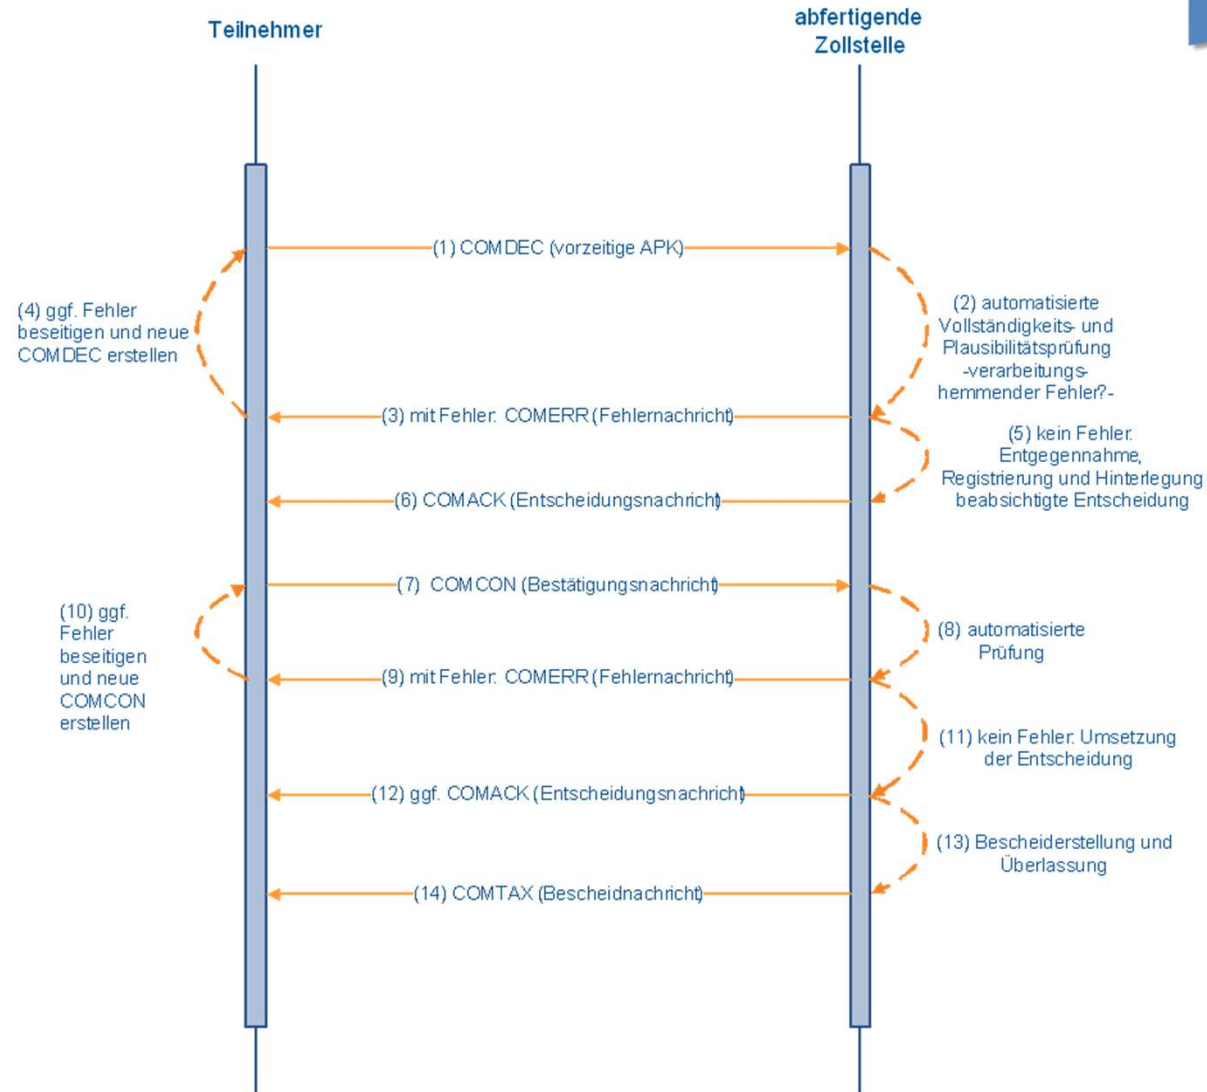 Teilnehmer
abfertigende
Zollstelle
(1) COMDEC (vorzeitige APK)
(2) automatisierte
Vollständigkeits- und
Plausibilitätsprüfung
-verarbeitungs-
hemmender Fehler?-
(4) ggf. Fehler
beseitigen und neue
COMDEC erstellen
(3) mit Fehler: COMERR (Fehlernachricht)
(5) kein Fehler:
Entgegennahme,
Registrierung und Hinterlegung
beabsichtigte Entscheidung
(6) COMACK (Entscheidungsnachricht)
(7) COMCON (Bestätigungsnachricht)
(8) automatisierte
Prüfung
(10) ggf.
Fehler
beseitigen
und neue
COMCON
erstellen
(9) mit Fehler: COMERR (Fehlernachricht)
(11) kein Fehler: Umsetzung
der Entscheidung
(12) ggf. COMACK (Entscheidungsnachricht)
(13) Bescheiderstellung und
Überlassung
(14) COMTAX (Bescheidnachricht)